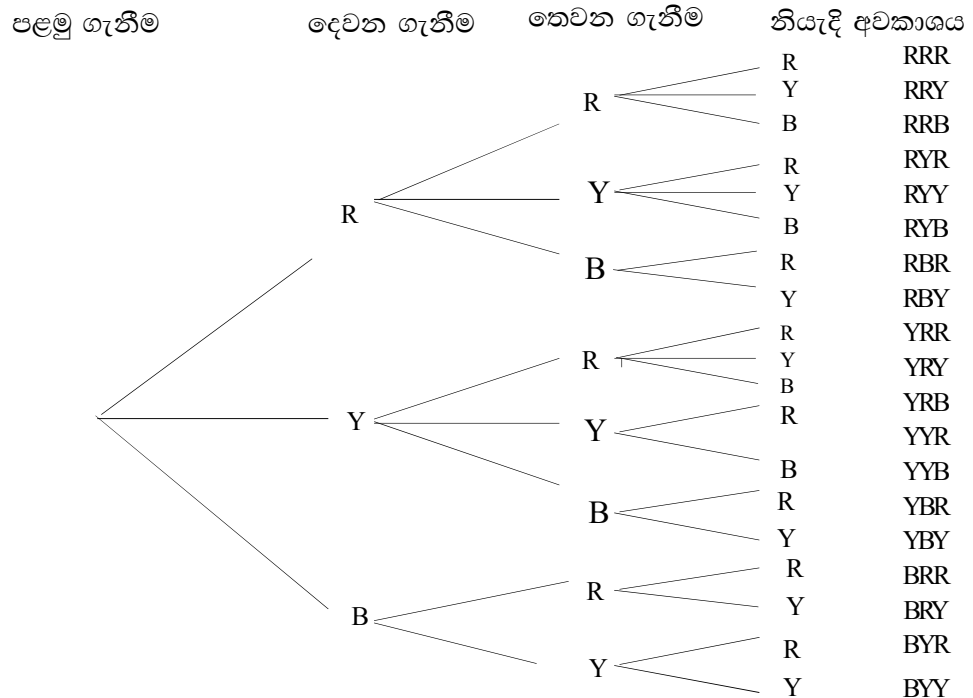 පළමු ගැනීම දෙවන ගැනීම තෙවන ගැනීම නියැදි අවකාශය
R RRR
R Y RRY
B RRB
R RYR
R Y Y RYY
B RYB
B R RBR
Y RBY
R YRR
R Y YRY
B YRB
Y Y R YYR
B YYB
B R YBR
Y YBY
R R BRR
B Y BRY
Y R BYR
Y BYY